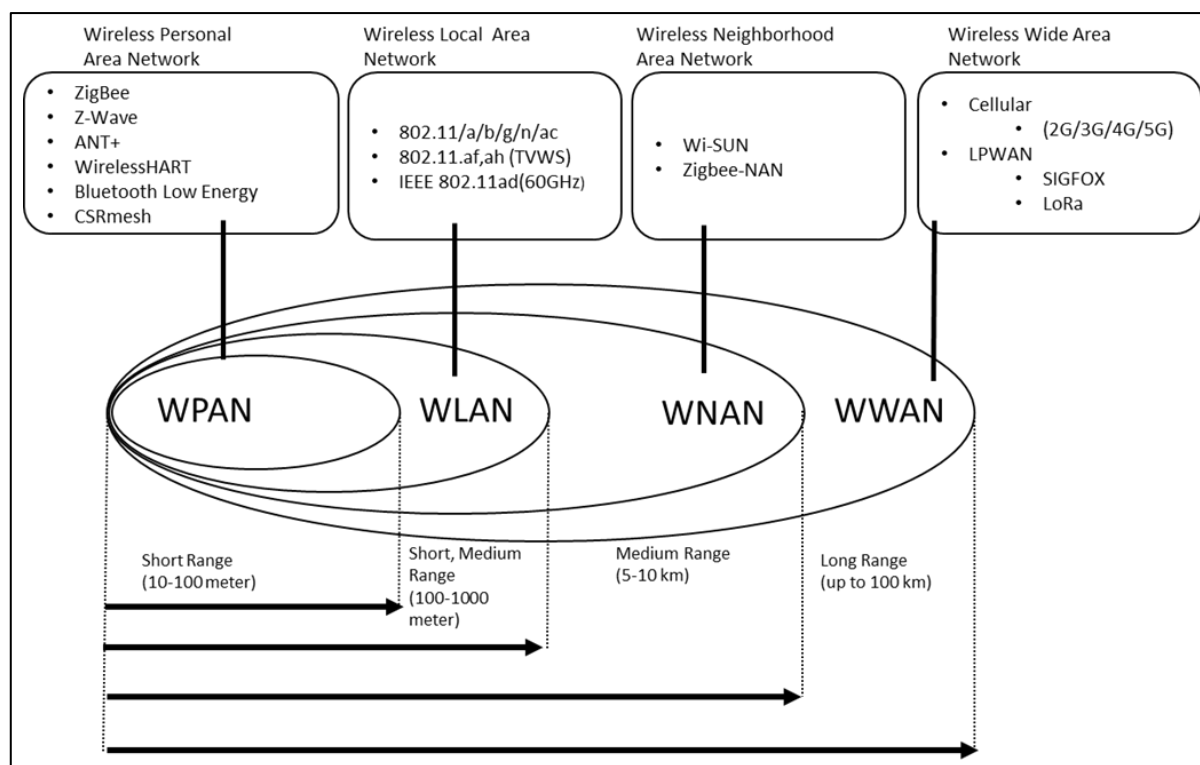 Wireless Personal
Area Network
• ZigBee
• Z-Wave
• ANT+
• WirelessHART
• Bluetooth Low Energy
• CSRmesh
Wireless Local Area
Network
• 802.11/a/b/g/n/ac
• 802.11.af,ah (TVWS)
• IEEE 802.11ad(60GHz)
Wireless Neighborhood
Area Network
• Wi-SUN
• Zigbee-NAN
Wireless Wide Area
Network
• Cellular
• (2G/3G/4G/5G)
• LPWAN
• SIGFOX
• LoRa
WPAN
WLAN
WNAN
WWAN
Short Range
(10-100 meter)
Short, Medium
Range
(100-1000
meter)
Medium Range
(5-10 km)
Long Range
(up to 100 km)